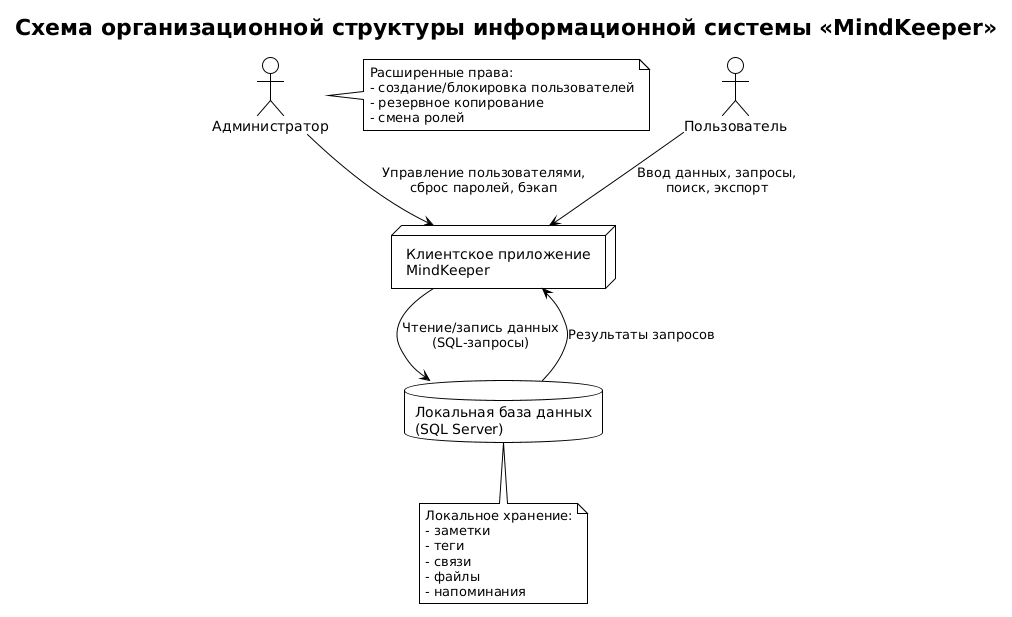 Схема организационной структуры информационной системы «MindKeeper»
Расширенные права:
- создание/блокировка пользователей
- резервное копирование
- смена ролей
Администратор
Пользователь
Управление пользователями,
сброс паролей, бэкап
Ввод данных, запросы,
поиск, экспорт
Клиентское приложение
MindKeeper
Чтение/запись данных
(SQL-запросы)
Результаты запросов
Локальная база данных
(SQL Server)
Локальное хранение:
- заметки
- теги
- связи
- файлы
- напоминания